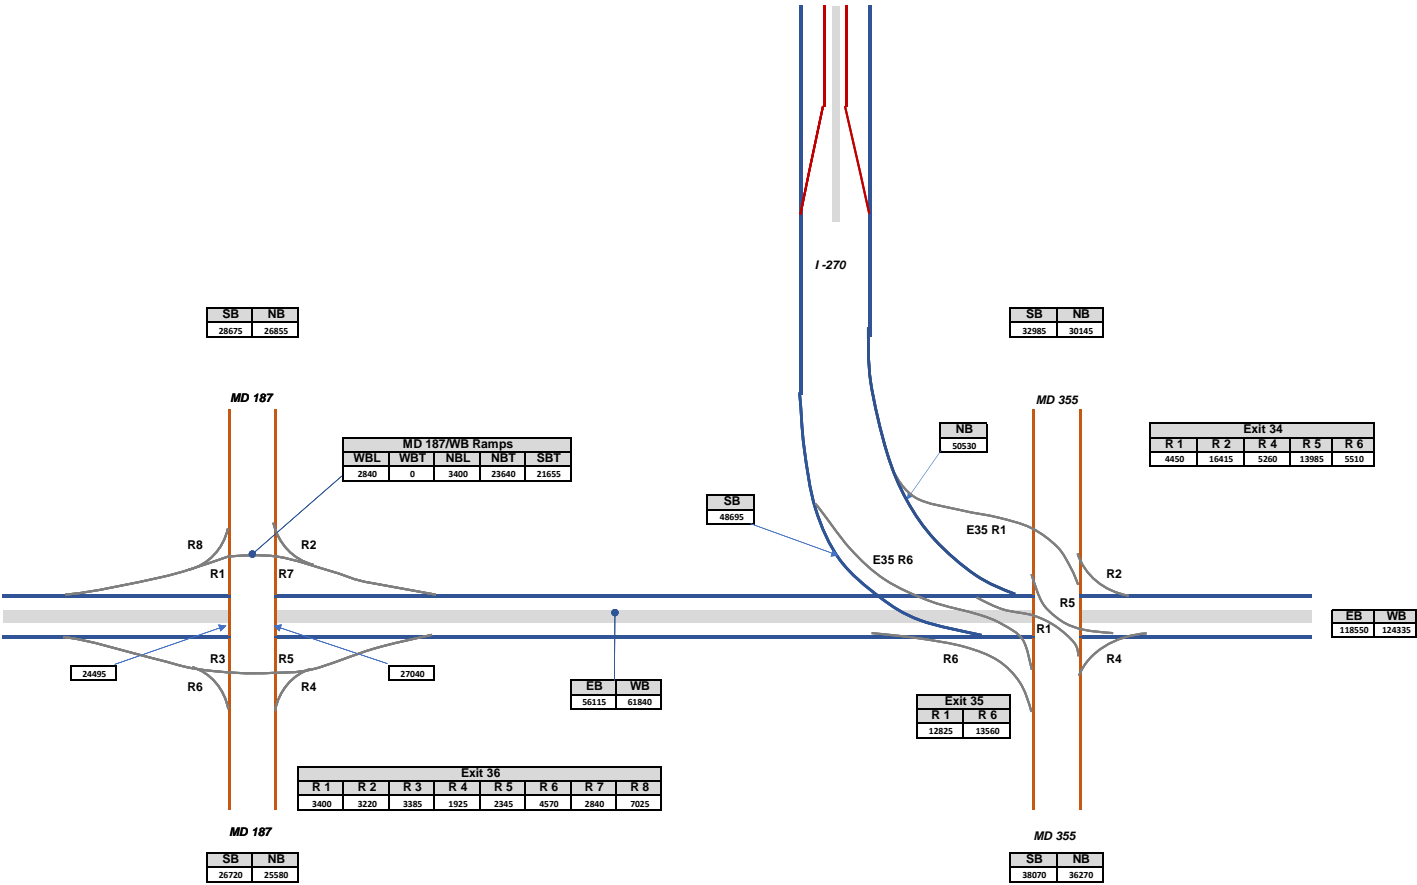 I -270
SB NB
28675 26855
SB NB
32985 30145
MD 187
MD 355
MD 187/WB Ramps
WBL WBT NBL NBT SBT
2840 0 3400 23640 21655
NB
50530
Exit 34
R 1 R 2 R 4 R 5 R 6
4450 16415 5260 13985 5510
SB
48695
E35 R1
R8 R2
E35 R6
R1 R7
R2
R5
EB WB
118550 124335
R1
R3 R5
R6 R4
24495
27040
R6
R4
EB WB
56115 61840
Exit 35
R 1 R 6
12825 13560
Exit 36
R 1 R 2 R 3 R 4 R 5 R 6 R 7 R 8
3400 3220 3385 1925 2345 4570 2840 7025
MD 187
MD 355
SB NB
26720 25580
SB NB
38070 36270